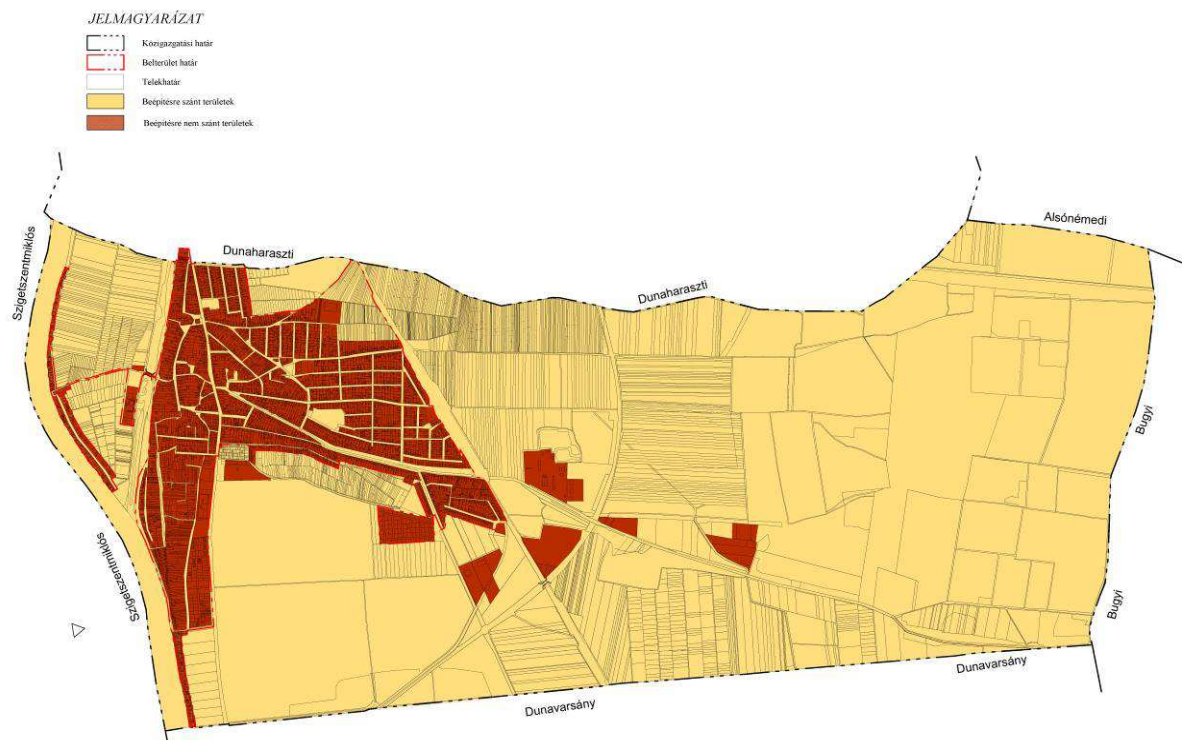 JELMAGYARÁZAT
Közigazgatási határ
Belterület határ
Telekhatár
Beépítésre szánt területek
Beépítésre nem szánt területek
Alsónémedi
Szigetszentmiklós
Dunaharaszti
Dunaharaszti
Bugyi
Szigetszentmiklós
Bugyi
Dunavarsány
Dunavarsány